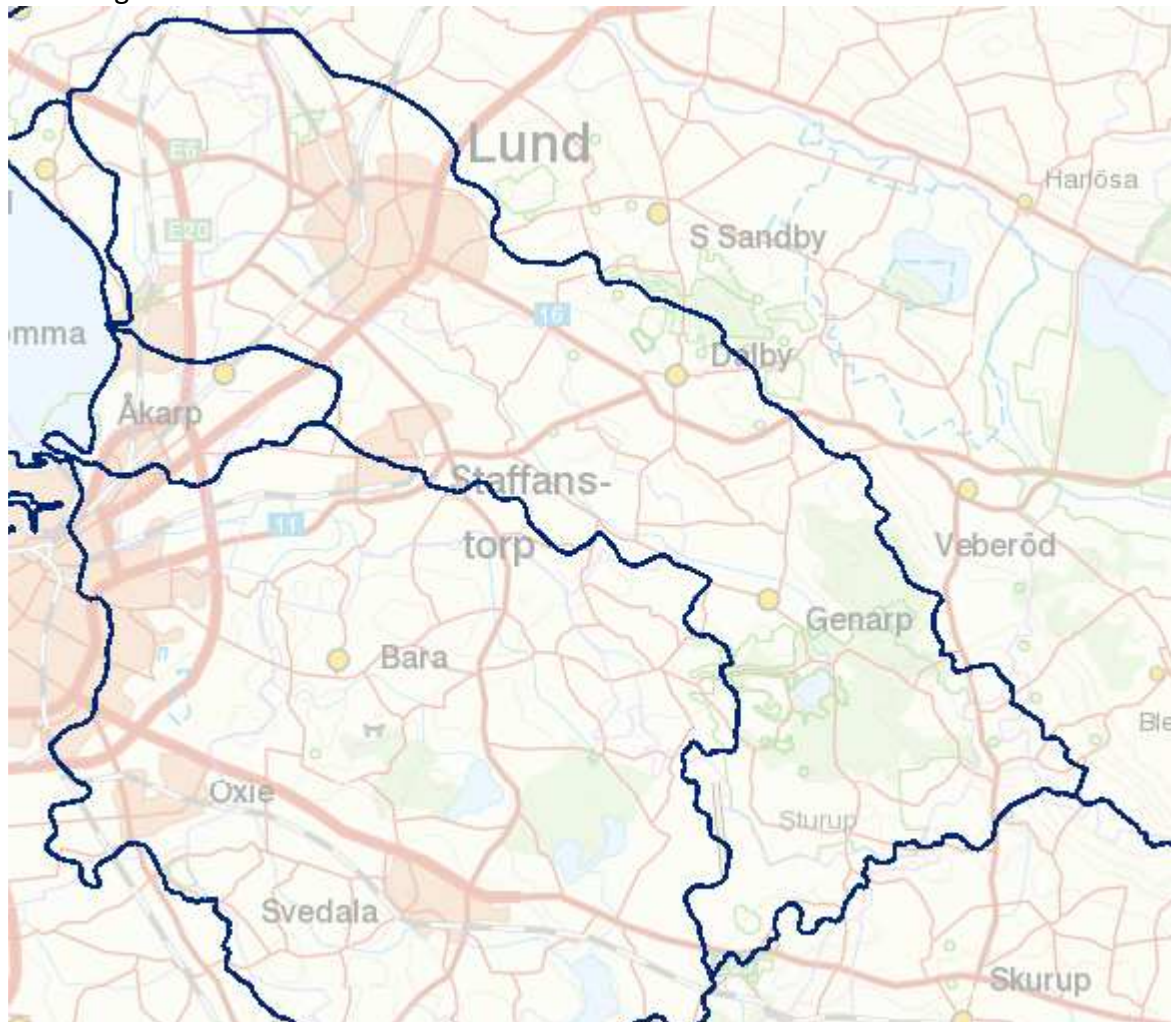 Lund
E6
Harlösa
E20
S Sandby
16
omma
Dalby
Åkarp
Staffans-
torp
11
Veberöd
Genarp
Bara
Ble
Oxie
Sturup
Svedala
Skurup